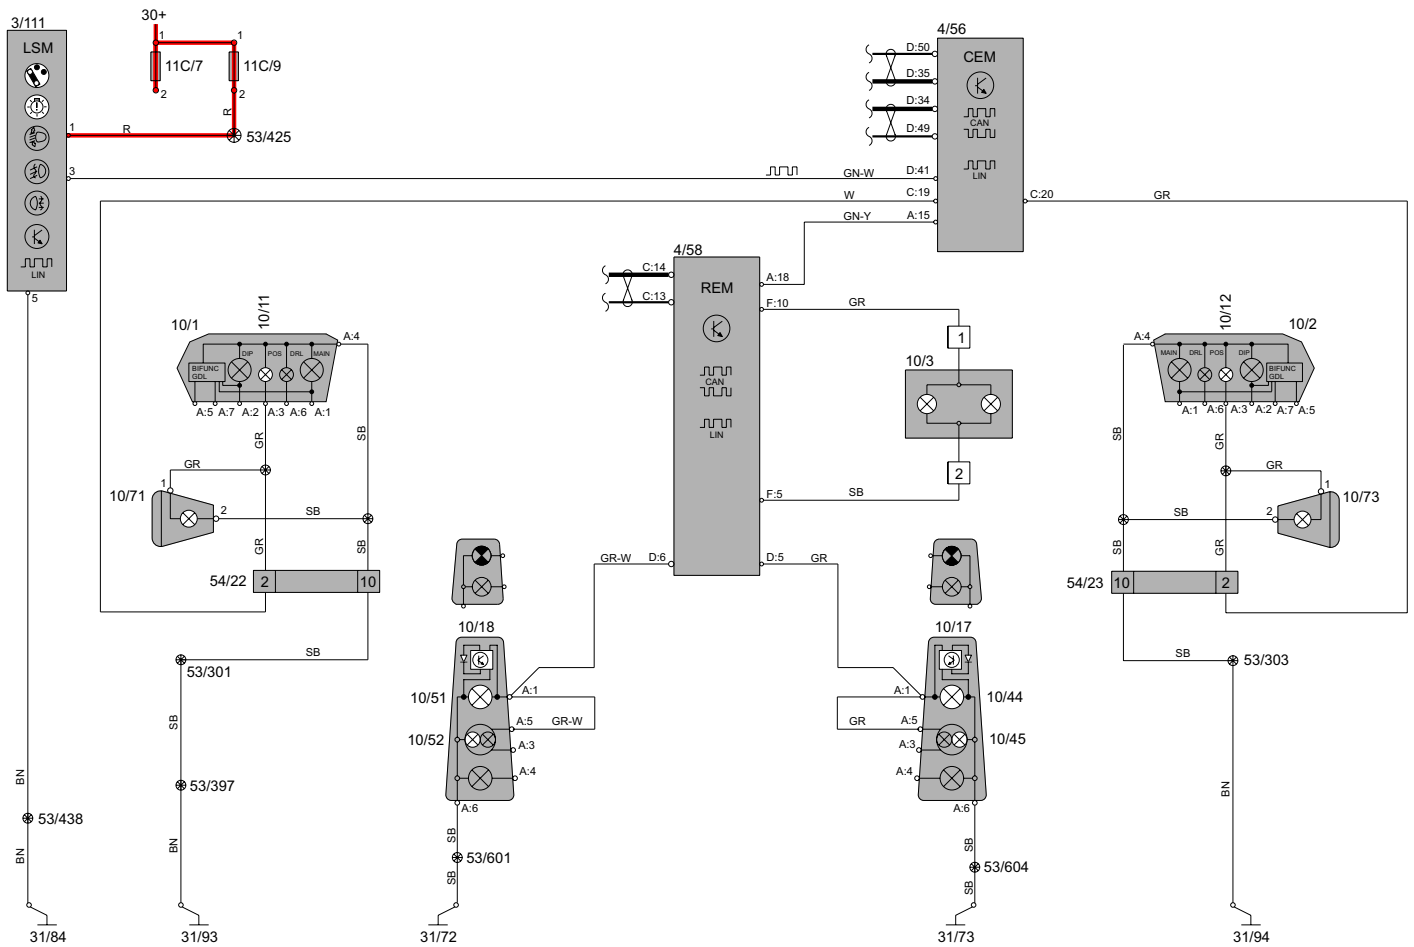 3/111
LSM
LIN
1
3
5
30+
1
1
11C/7
11C/9
2
2
R
R
53/425
4/56
CEM
CAN
LIN
D:50
D:35
D:34
D:49
D:41
C:19
A:15
C:20
GN-W
W
GN-Y
GR
4/58
REM
CAN
LIN
C:14
C:13
A:18
F:10
F:5
D:6
D:5
GR
SB
GR-W
GR
1
10/3
2
10/1
10/11
A:4
DIP
POS
DRL
MAIN
BIFUNC
GDL
A:5
A:7
A:2
A:3
A:6
A:1
GR
SB
GR
10/71
1
2
SB
GR
SB
54/22
2
10
SB
53/301
SB
53/397
BN
31/93
BN
53/438
BN
31/84
10/18
10/51
A:1
10/52
A:5
GR-W
A:3
A:4
A:6
SB
53/601
SB
31/72
10/17
A:1
10/44
GR
A:5
A:3
10/45
A:4
A:6
SB
53/604
SB
31/73
10/12
10/2
A:4
MAIN
DRL
POS
DIP
BIFUNC
GDL
A:1
A:6
A:3
A:2
A:7
A:5
SB
GR
GR
1
10/73
SB
2
SB
GR
54/23
10
2
SB
53/303
BN
31/94